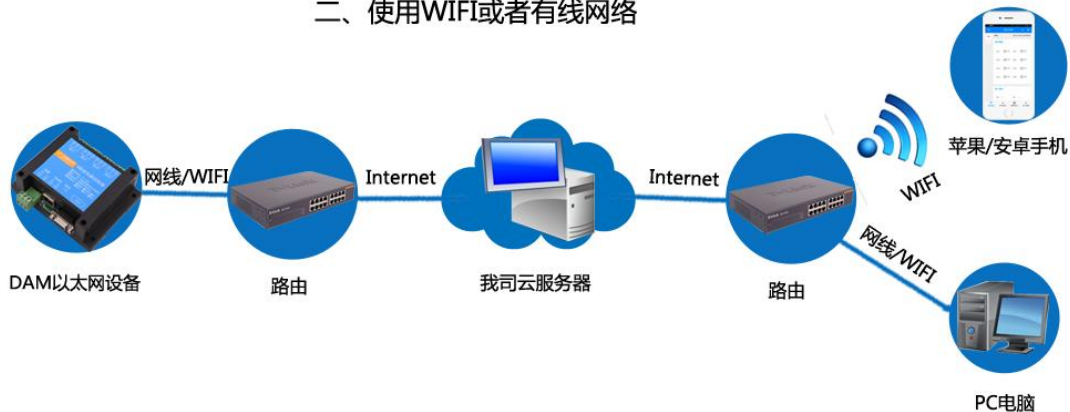 二、使用WIFI或者有线网络
网线/WIFI
Internet
Internet
WIFI
网线/WIFI
苹果/安卓手机
DAM以太网设备
路由
我司云服务器
路由
PC电脑